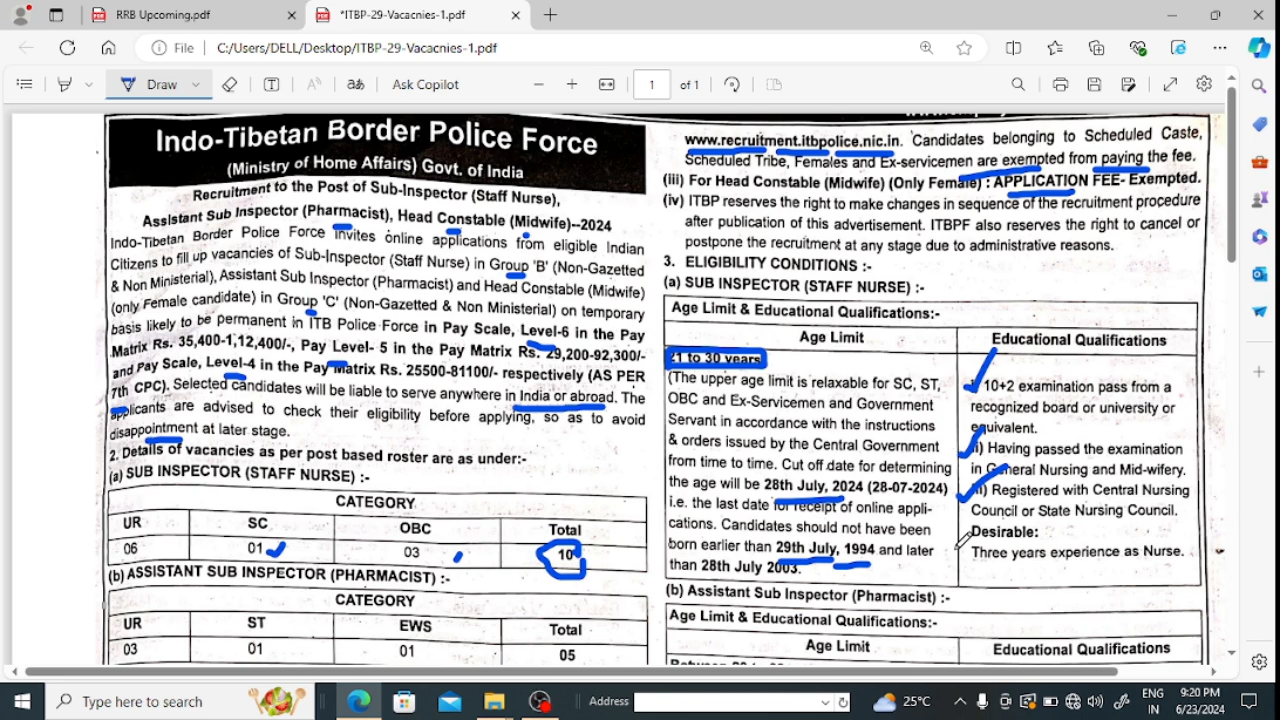 RRB Upcoming.pdf
*ITBP-29-Vacacnies-1.pdf
File
C:/Users/DELL/Desktop/ITBP-29-Vacacnies-1.pdf
Draw
Ask Copilot
1
of 1
Indo-Tibetan Border Police Force
(Ministry of Home Affairs) Govt. of India
Recruitment to the Post of Sub-Inspector (Staff Nurse),
Assistant Sub Inspector (Pharmacist), Head Constable (Midwife)--2024
Indo-Tibetan Border Police Force invites online applications from eligible Indian
Citizens to fill up vacancies of Sub-Inspector (Staff Nurse) in Group 'B' (Non-Gazetted
& Non Ministerial), Assistant Sub Inspector (Pharmacist) and Head Constable (Midwife)
(only Female candidate) in Group 'C' (Non-Gazetted & Non Ministerial) on temporary
basis likely to be permanent in ITB Police Force in Pay Scale, Level-6 in the Pay
Matrix Rs. 35,400-1,12,400/-, Pay Level- 5 in the Pay Matrix Rs. 29,200-92,300/-
and Pay Scale, Level-4 in the Pay Matrix Rs. 25500-81100/- respectively (AS PER
7th CPC). Selected candidates will be liable to serve anywhere in India or abroad. The
applicants are advised to check their eligibility before applying, so as to avoid
disappointment at later stage.
2. Details of vacancies as per post based roster are as under:-
(a) SUB INSPECTOR (STAFF NURSE) :-
CATEGORY
UR SC OBC Total
06 01 03 10
(b) ASSISTANT SUB INSPECTOR (PHARMACIST) :-
CATEGORY
UR ST EWS Total
03 01 01 05
www.recruitment.itbpolice.nic.in. Candidates belonging to Scheduled Caste,
Scheduled Tribe, Females and Ex-servicemen are exempted from paying the fee.
(iii) For Head Constable (Midwife) (Only Female) : APPLICATION FEE- Exempted.
(iv) ITBP reserves the right to make changes in sequence of the recruitment procedure
after publication of this advertisement. ITBPF also reserves the right to cancel or
postpone the recruitment at any stage due to administrative reasons.
3. ELIGIBILITY CONDITIONS :-
(a) SUB INSPECTOR (STAFF NURSE) :-
Age Limit & Educational Qualifications:-
Age Limit
21 to 30 years
(The upper age limit is relaxable for SC, ST,
OBC and Ex-Servicemen and Government
Servant in accordance with the instructions
& orders issued by the Central Government
from time to time. Cut off date for determining
the age will be 28th July, 2024 (28-07-2024)
i.e. the last date for receipt of online appli-
cations. Candidates should not have been
born earlier than 29th July, 1994 and later
than 28th July 2003.
Educational Qualifications
10+2 examination pass from a
recognized board or university or
equivalent.
ii) Having passed the examination
in General Nursing and Mid-wifery.
iii) Registered with Central Nursing
Council or State Nursing Council.
Desirable:
Three years experience as Nurse.
(b) Assistant Sub Inspector (Pharmacist) :-
Age Limit & Educational Qualifications:-
Age Limit Educational Qualifications
Type here to search
Address
25°C
ENG
IN
9:20 PM
6/23/2024